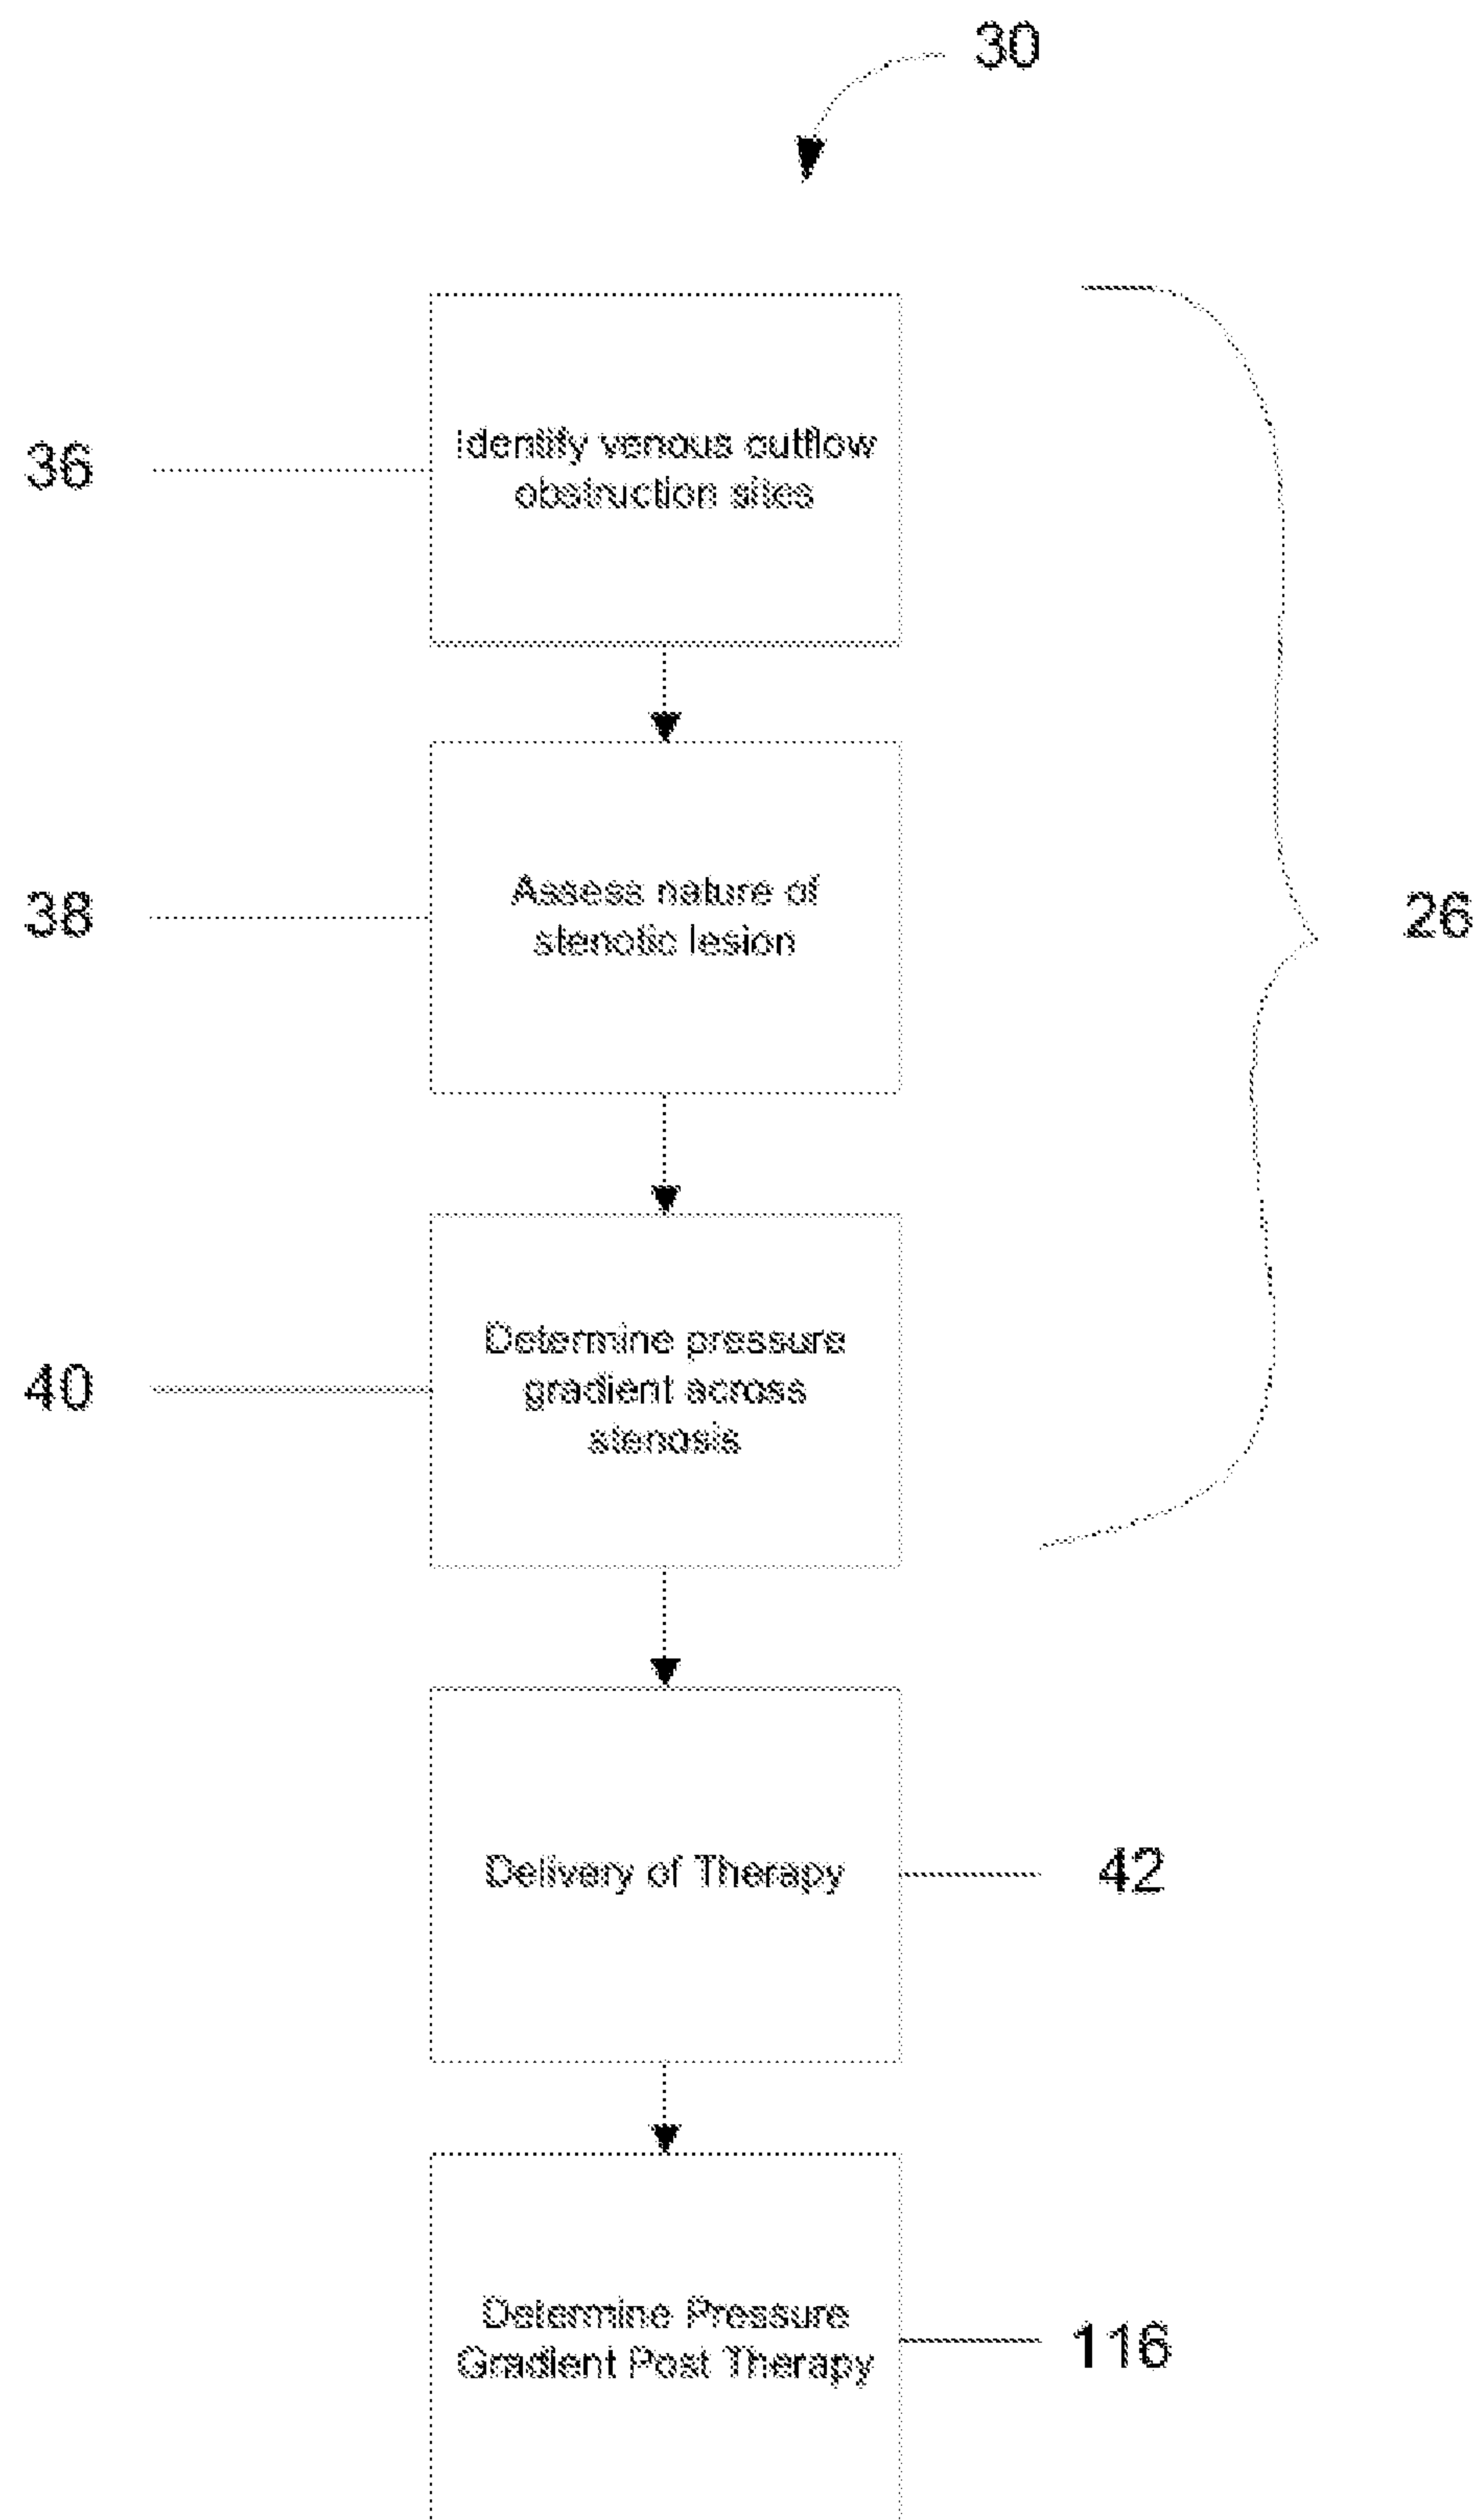 30
Identify venous outflow
obstruction sites
36
Assess nature of
stenotic lesion
38
26
Determine pressure
gradient across
stenosis
40
Delivery of Therapy
42
Determine Pressure
Gradient Post Therapy
116